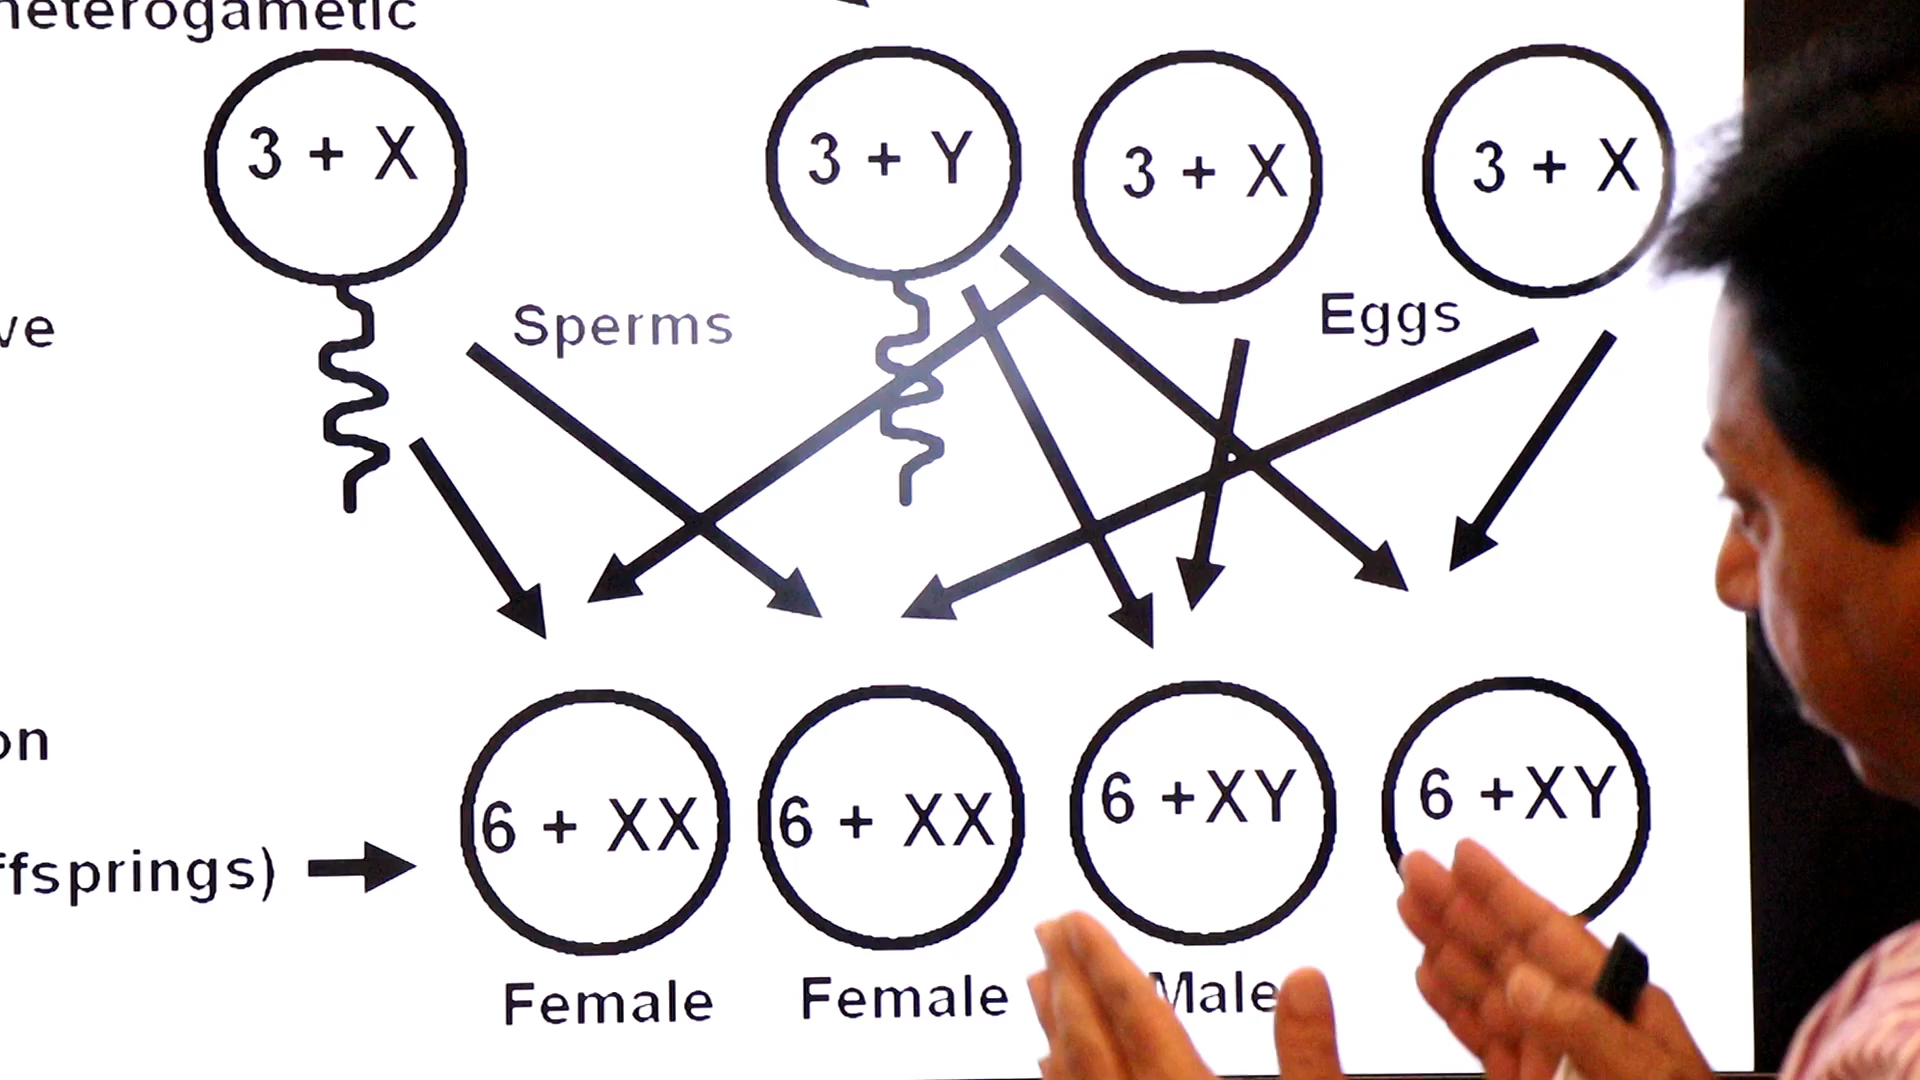 heterogametic
3 + X
3 + Y
3 + X
3 + X
Sperms
Eggs
ve
on
ffsprings)
6 + XX
6 + XX
6 +XY
6 +XY
Female
Female
Male